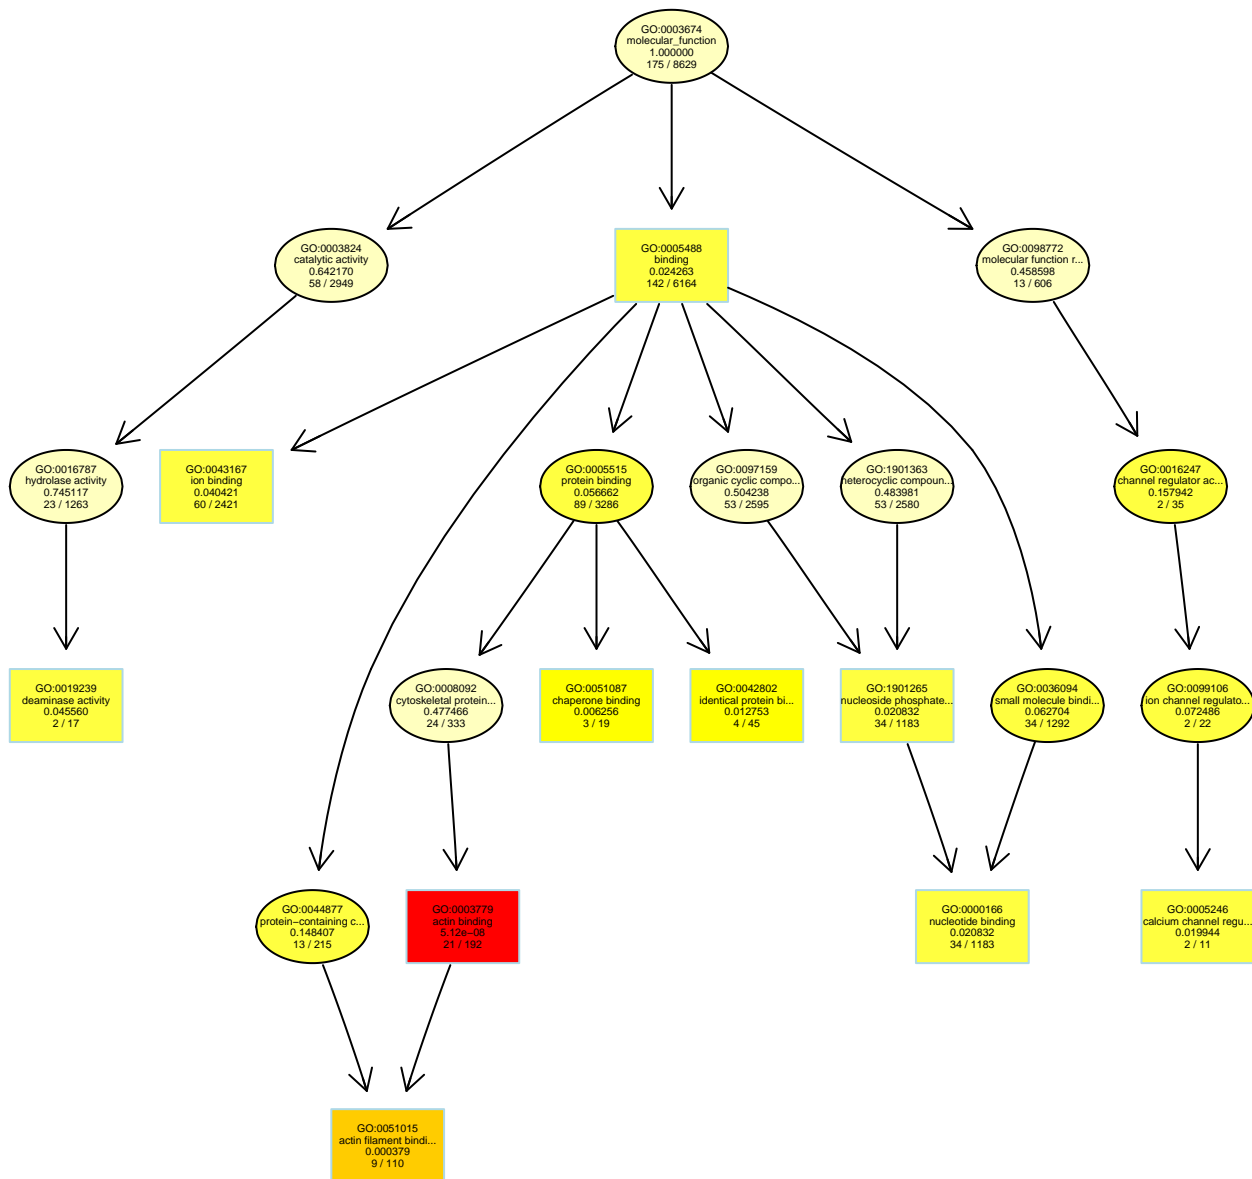 GO:0003674
molecular_function
1.000000
175 / 8629
GO:0003824
catalytic activity
0.642170
58 / 2949
GO:0005488
binding
0.024263
142 / 6164
GO:0098772
molecular function r...
0.458598
13 / 606
GO:0016787
hydrolase activity
0.745117
23 / 1263
GO:0043167
ion binding
0.040421
60 / 2421
GO:0005515
protein binding
0.056662
89 / 3286
GO:0097159
organic cyclic compo...
0.504238
53 / 2595
GO:1901363
heterocyclic compoun...
0.483981
53 / 2580
GO:0016247
channel regulator ac...
0.157942
2 / 35
GO:0019239
deaminase activity
0.045560
2 / 17
GO:0008092
cytoskeletal protein...
0.477466
24 / 333
GO:0051087
chaperone binding
0.006256
3 / 19
GO:0042802
identical protein bi...
0.012753
4 / 45
GO:1901265
nucleoside phosphate...
0.020832
34 / 1183
GO:0036094
small molecule bindi...
0.062704
34 / 1292
GO:0099106
ion channel regulato...
0.072486
2 / 22
GO:0044877
protein−containing c...
0.148407
13 / 215
GO:0003779
actin binding
5.12e−08
21 / 192
GO:0000166
nucleotide binding
0.020832
34 / 1183
GO:0005246
calcium channel regu...
0.019944
2 / 11
GO:0051015
actin filament bindi...
0.000379
9 / 110